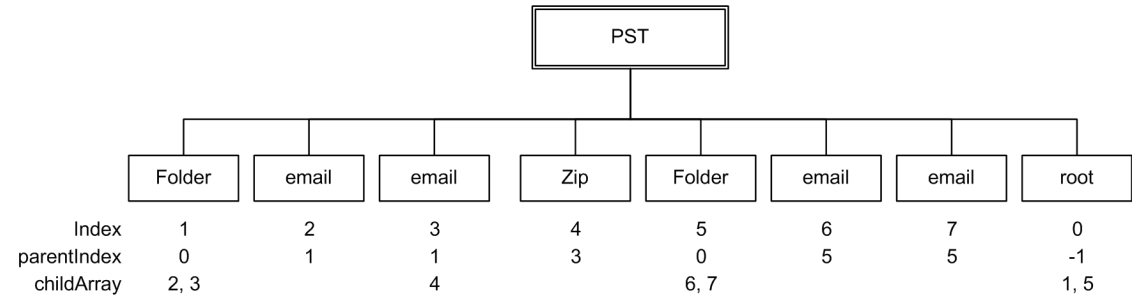 PST
Folder email email Zip Folder email email root
Index 1 2 3 4 5 6 7 0
parentIndex 0 1 1 3 0 5 5 -1
childArray 2, 3 4 6, 7 1, 5